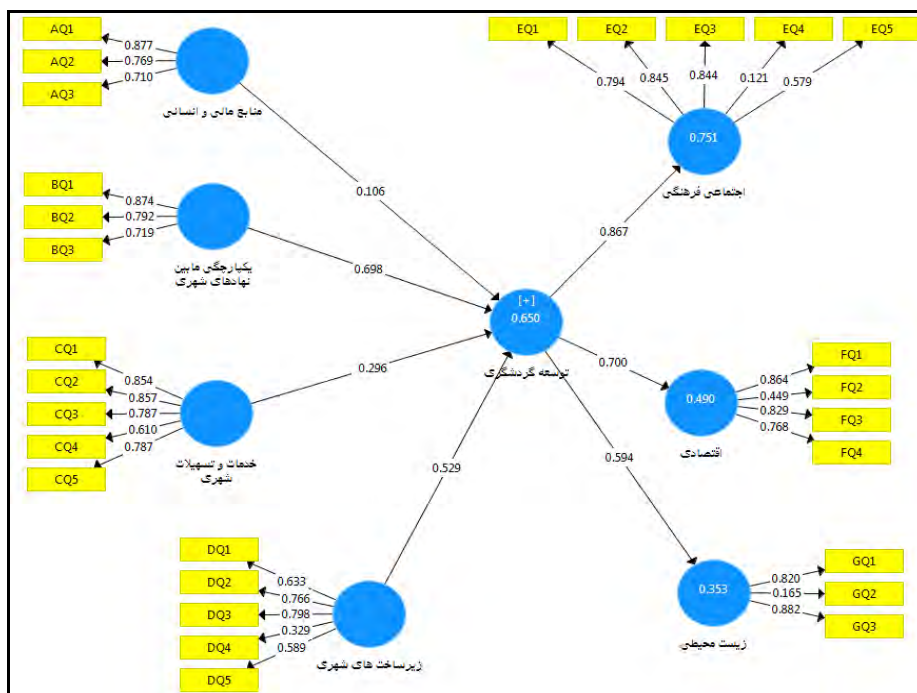 AQ1
AQ2
AQ3
0.877
0.769
0.710
منابع مالی و انسانی
0.106
EQ1
EQ2
EQ3
EQ4
EQ5
0.794
0.845
0.844
0.121
0.579
0.751
اجتماعی فرهنگی
0.867
BQ1
BQ2
BQ3
0.874
0.792
0.719
یکپارچگی مابین
نهادهای شهری
0.698
[+]
0.650
توسعه گردشگری
CQ1
CQ2
CQ3
CQ4
CQ5
0.854
0.857
0.787
0.610
0.787
خدمات و تسهیلات
شهری
0.296
0.700
FQ1
FQ2
FQ3
FQ4
0.864
0.449
0.829
0.768
0.490
اقتصادی
0.529
0.594
DQ1
DQ2
DQ3
DQ4
DQ5
0.633
0.766
0.798
0.329
0.589
زیرساخت های شهری
GQ1
GQ2
GQ3
0.820
0.165
0.882
0.353
زیست محیطی